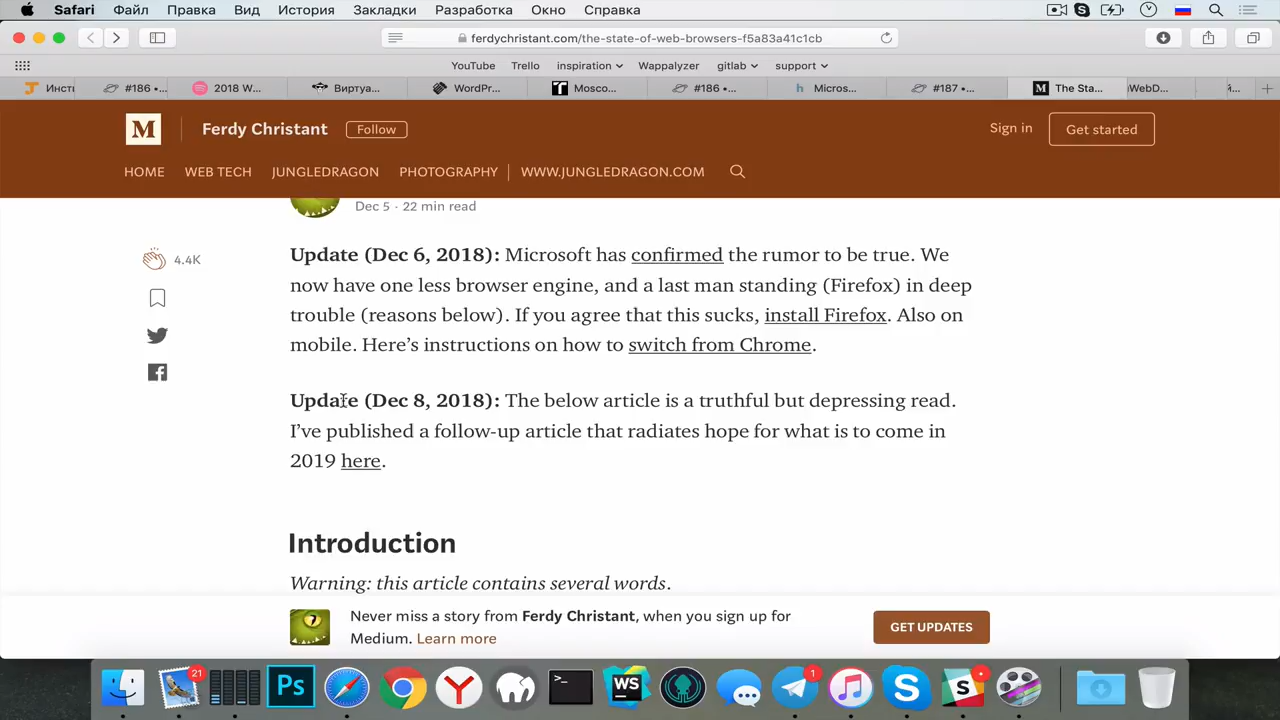 Safari Файл Правка Вид История Закладки Разработка Окно Справка
ferdychristant.com/the-state-of-web-browsers-f5a83a41c1cb
YouTube Trello inspiration Wappalyzer gitlab support
Инсті #186 •... 2018 W... Виртуа... WordPr... Mosco... #186 •... Micros... #187 •... The Sta... WebD...
M Ferdy Christant Follow Sign in Get started
HOME WEB TECH JUNGLEDRAGON PHOTOGRAPHY WWW.JUNGLEDRAGON.COM
Dec 5 · 22 min read
4.4K
Update (Dec 6, 2018): Microsoft has confirmed the rumor to be true. We
now have one less browser engine, and a last man standing (Firefox) in deep
trouble (reasons below). If you agree that this sucks, install Firefox. Also on
mobile. Here’s instructions on how to switch from Chrome.
Update (Dec 8, 2018): The below article is a truthful but depressing read.
I’ve published a follow-up article that radiates hope for what is to come in
2019 here.
Introduction
Warning: this article contains several words.
Never miss a story from Ferdy Christant, when you sign up for
Medium. Learn more
GET UPDATES
21 Ps Y >_ WS 1 S S